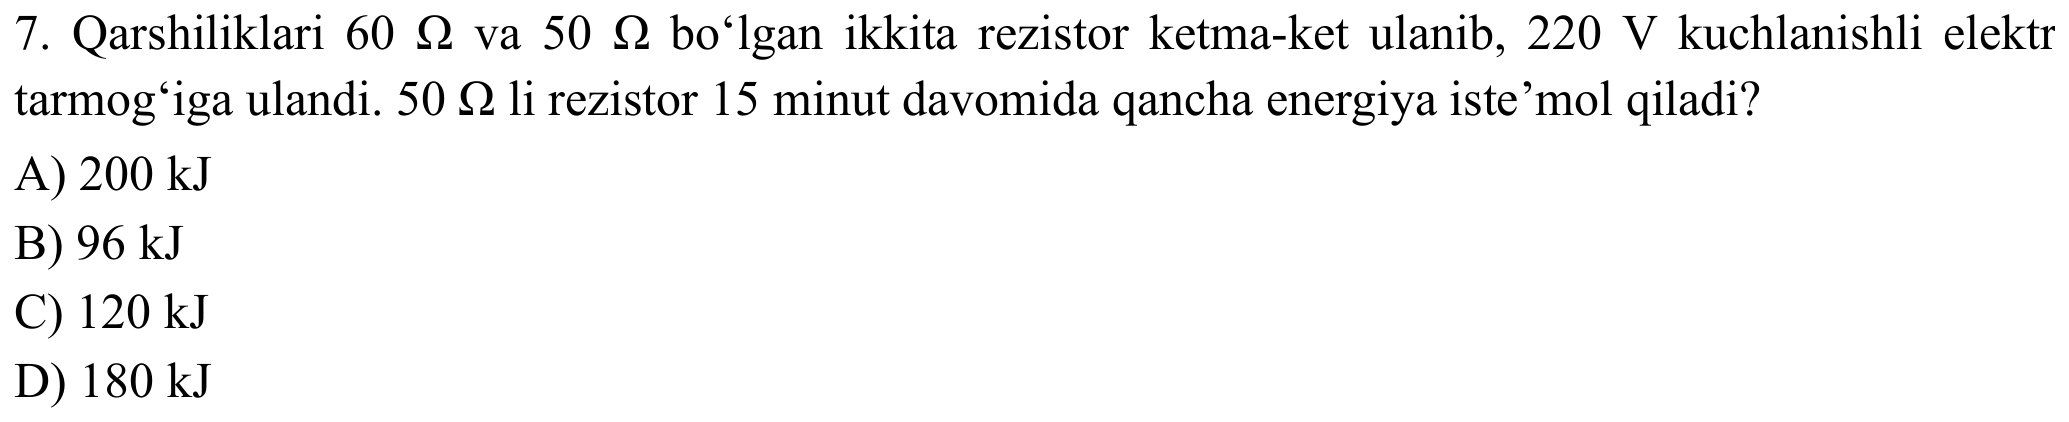 7. Qarshiliklari 60 Ω va 50 Ω bo‘lgan ikkita rezistor ketma-ket ulanib, 220 V kuchlanishli elektr
tarmog‘iga ulandi. 50 Ω li rezistor 15 minut davomida qancha energiya iste’mol qiladi?
A) 200 kJ
B) 96 kJ
C) 120 kJ
D) 180 kJ